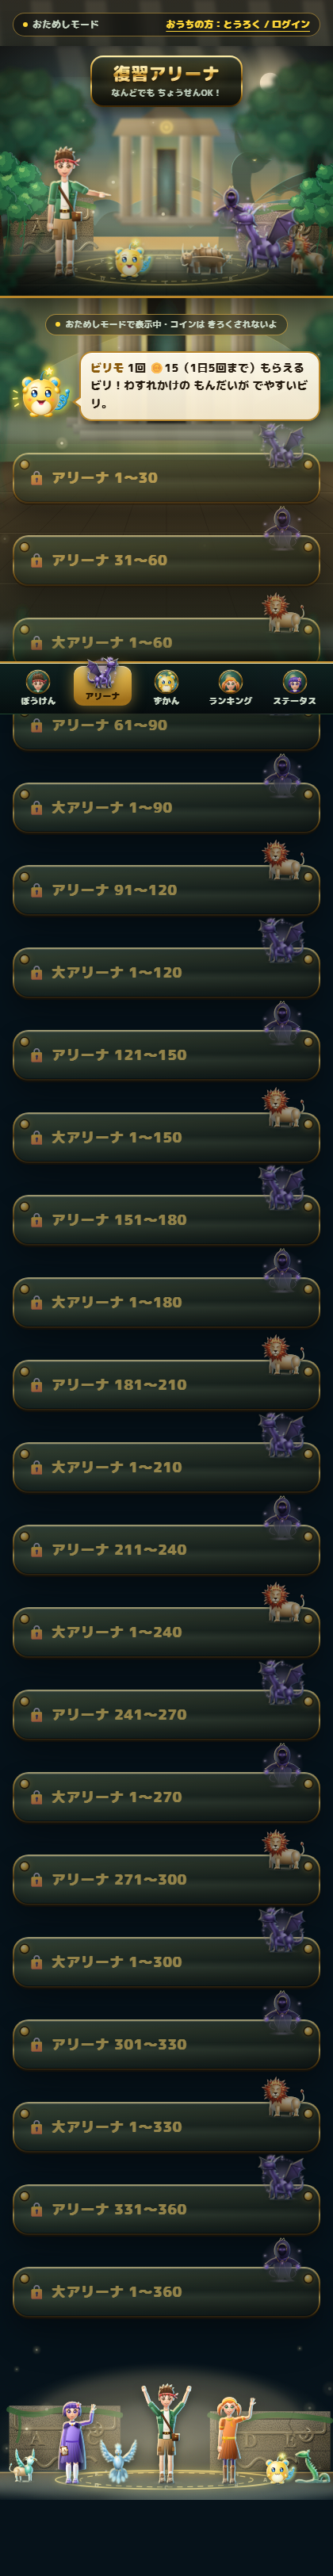 おためしモード
おうちの方：とうろく / ログイン
復習アリーナ
なんどでも ちょうせんOK！
おためしモードで表示中・コインは きろくされないよ
ビリモ 1回 15（1日5回まで）もらえる
ビリ！わすれかけの もんだいが でやすいビ
リ。
アリーナ 1〜30
アリーナ 31〜60
大アリーナ 1〜60
ぼうけん
アリーナ
ずかん
ランキング
ステータス
アリーナ 61〜90
大アリーナ 1〜90
アリーナ 91〜120
大アリーナ 1〜120
アリーナ 121〜150
大アリーナ 1〜150
アリーナ 151〜180
大アリーナ 1〜180
アリーナ 181〜210
大アリーナ 1〜210
アリーナ 211〜240
大アリーナ 1〜240
アリーナ 241〜270
大アリーナ 1〜270
アリーナ 271〜300
大アリーナ 1〜300
アリーナ 301〜330
大アリーナ 1〜330
アリーナ 331〜360
大アリーナ 1〜360